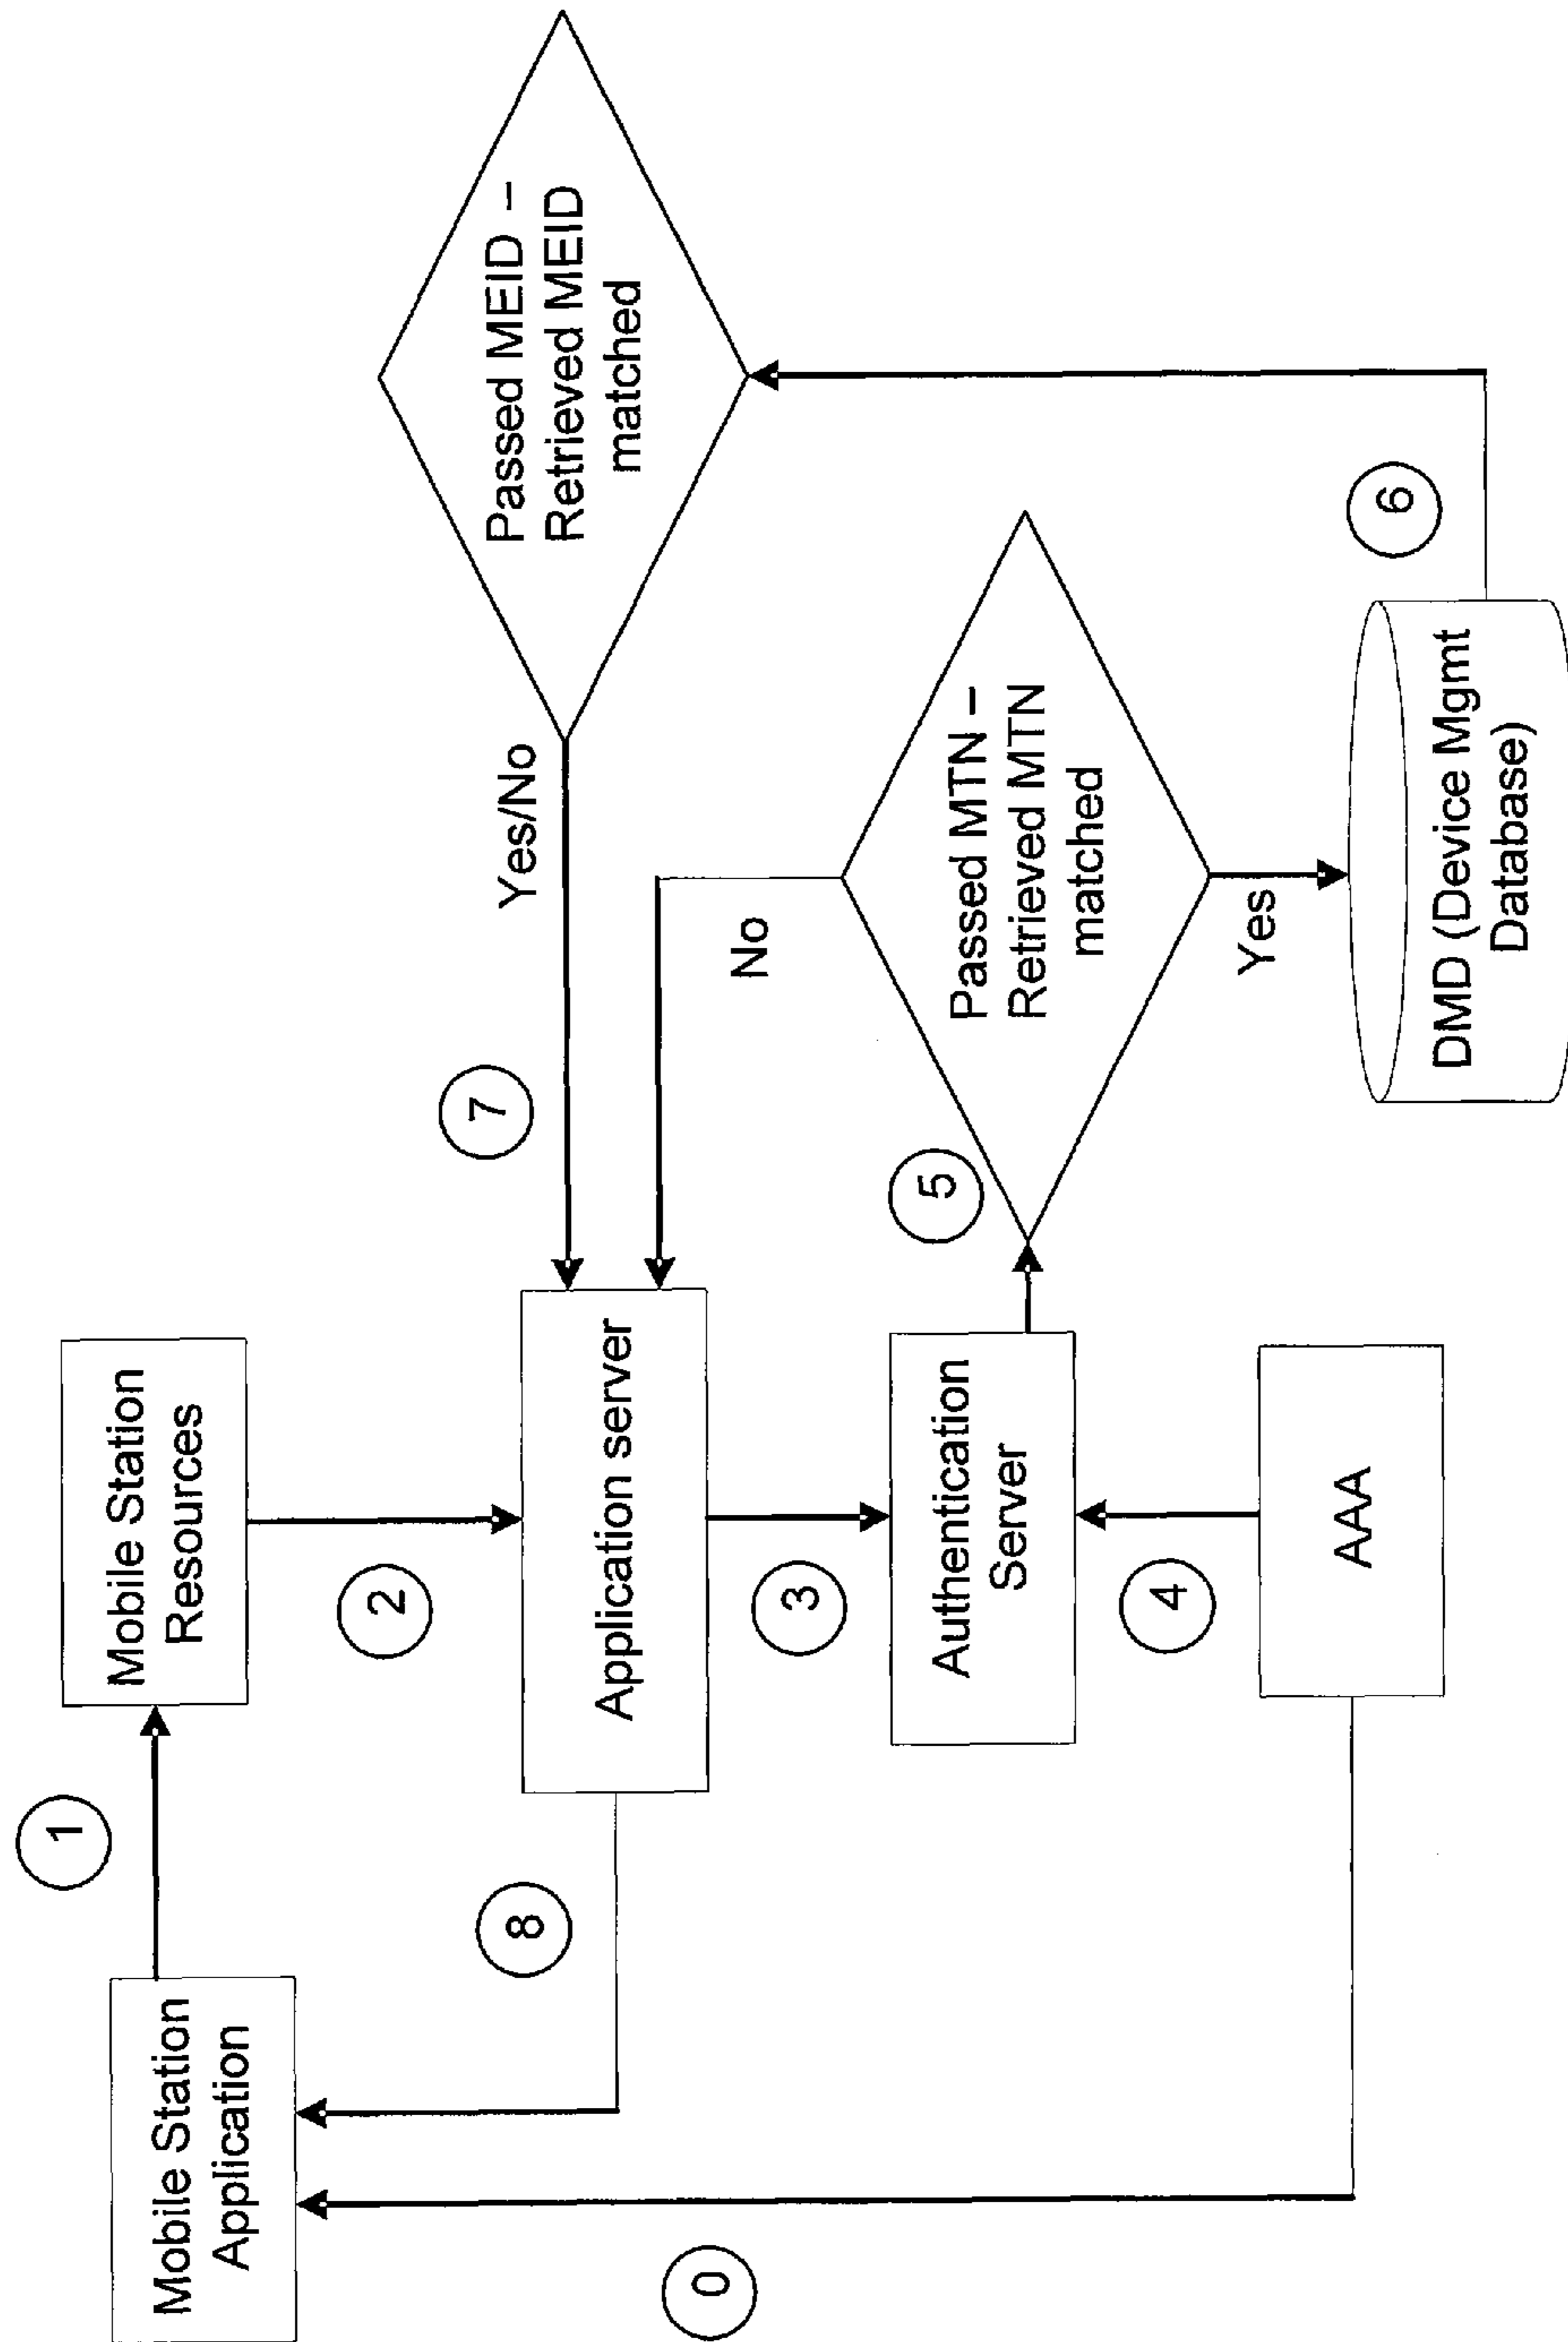 1
Mobile Station
Application
Mobile Station
Resources
2
8
7
Yes/No
Passed MEID –
Retrieved MEID
matched
Application server
No
0
3
5
Authentication
Server
Passed MTN –
Retrieved MTN
matched
4
Yes
6
AAA
DMD (Device Mgmt
Database)